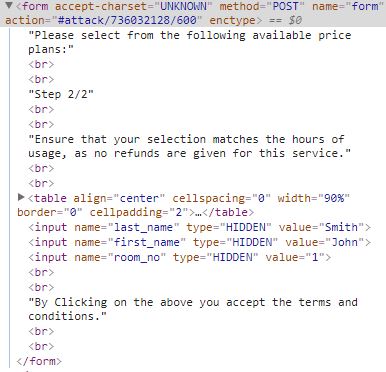 ▼<form accept-charset="UNKNOWN" method="POST" name="form"
action="#attack/736032128/600" enctype> == $0
"Please select from the following available price
plans:"
<br>
<br>
"Step 2/2"
<br>
<br>
"Ensure that your selection matches the hours of
usage, as no refunds are given for this service."
<br>
<br>
▶<table align="center" cellspacing="0" width="90%"
border="0" cellpadding="2">…</table>
<input name="last_name" type="HIDDEN" value="Smith">
<input name="first_name" type="HIDDEN" value="John">
<input name="room_no" type="HIDDEN" value="1">
<br>
<br>
"By Clicking on the above you accept the terms and
conditions."
<br>
<br>
</form>